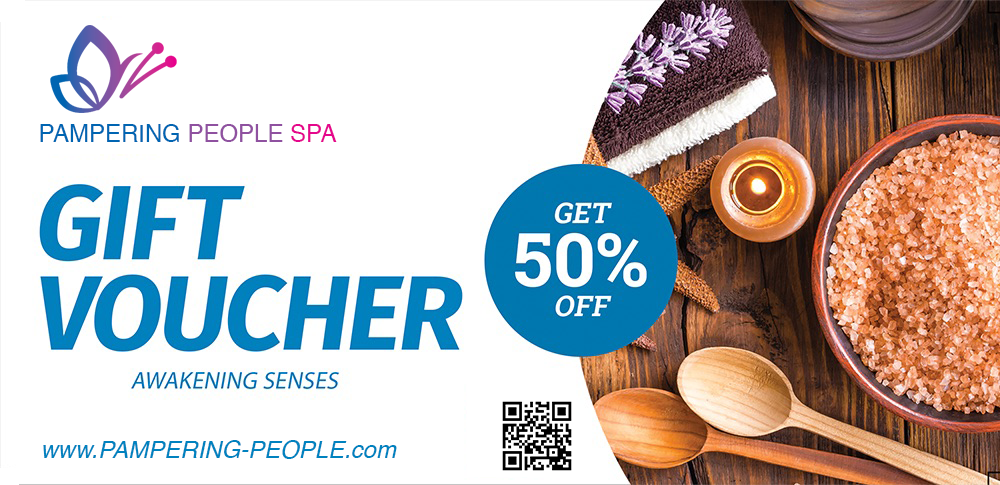 PAMPERING PEOPLE SPA
GIFT
VOUCHER
AWAKENING SENSES
GET
50%
OFF
www.PAMPERING-PEOPLE.com